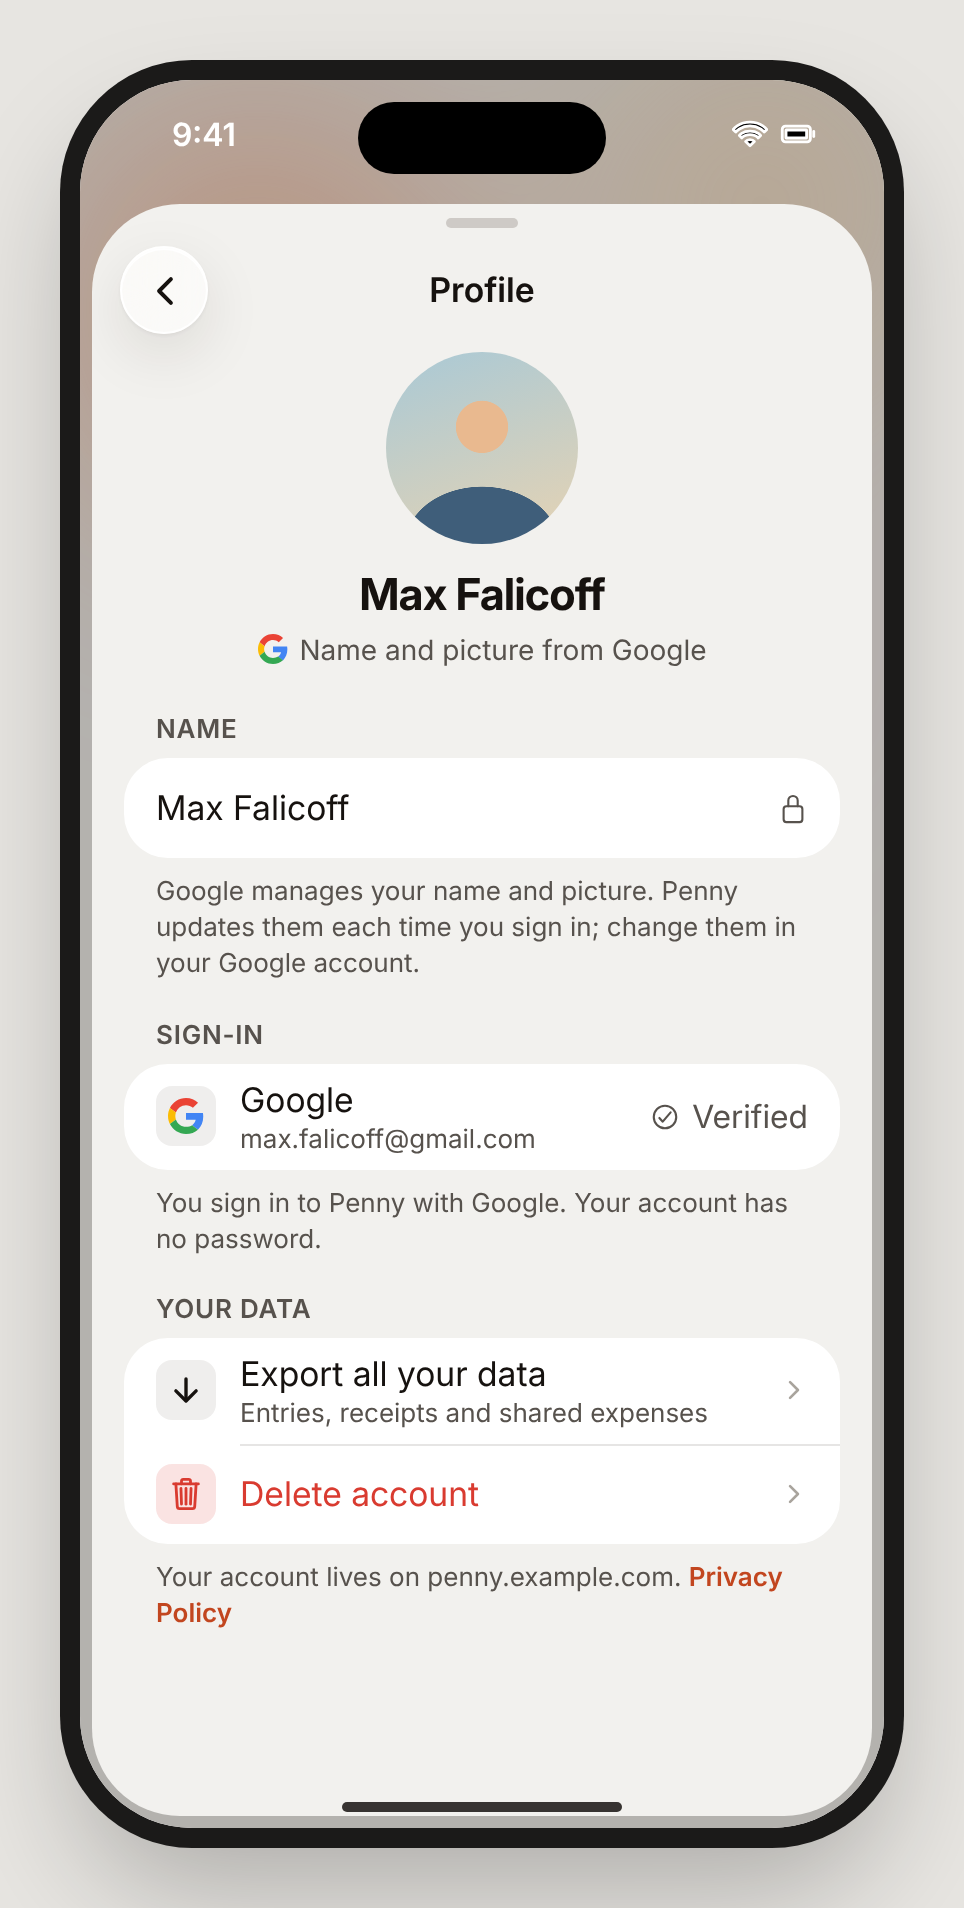 9:41
Profile
Max Falicoff
Name and picture from Google
NAME
Max Falicoff
Google manages your name and picture. Penny
updates them each time you sign in; change them in
your Google account.
SIGN-IN
Google
max.falicoff@gmail.com
Verified
You sign in to Penny with Google. Your account has
no password.
YOUR DATA
Export all your data
Entries, receipts and shared expenses
Delete account
Your account lives on penny.example.com. Privacy
Policy